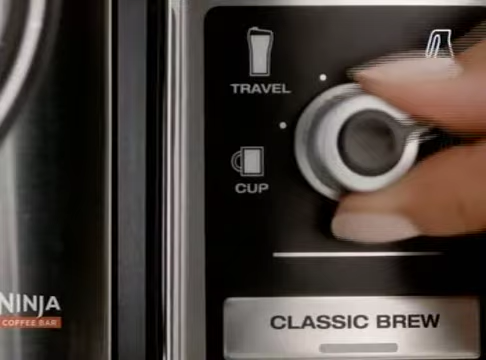 TRAVEL
CUP
NINJA
COFFEE BAR
CLASSIC BREW